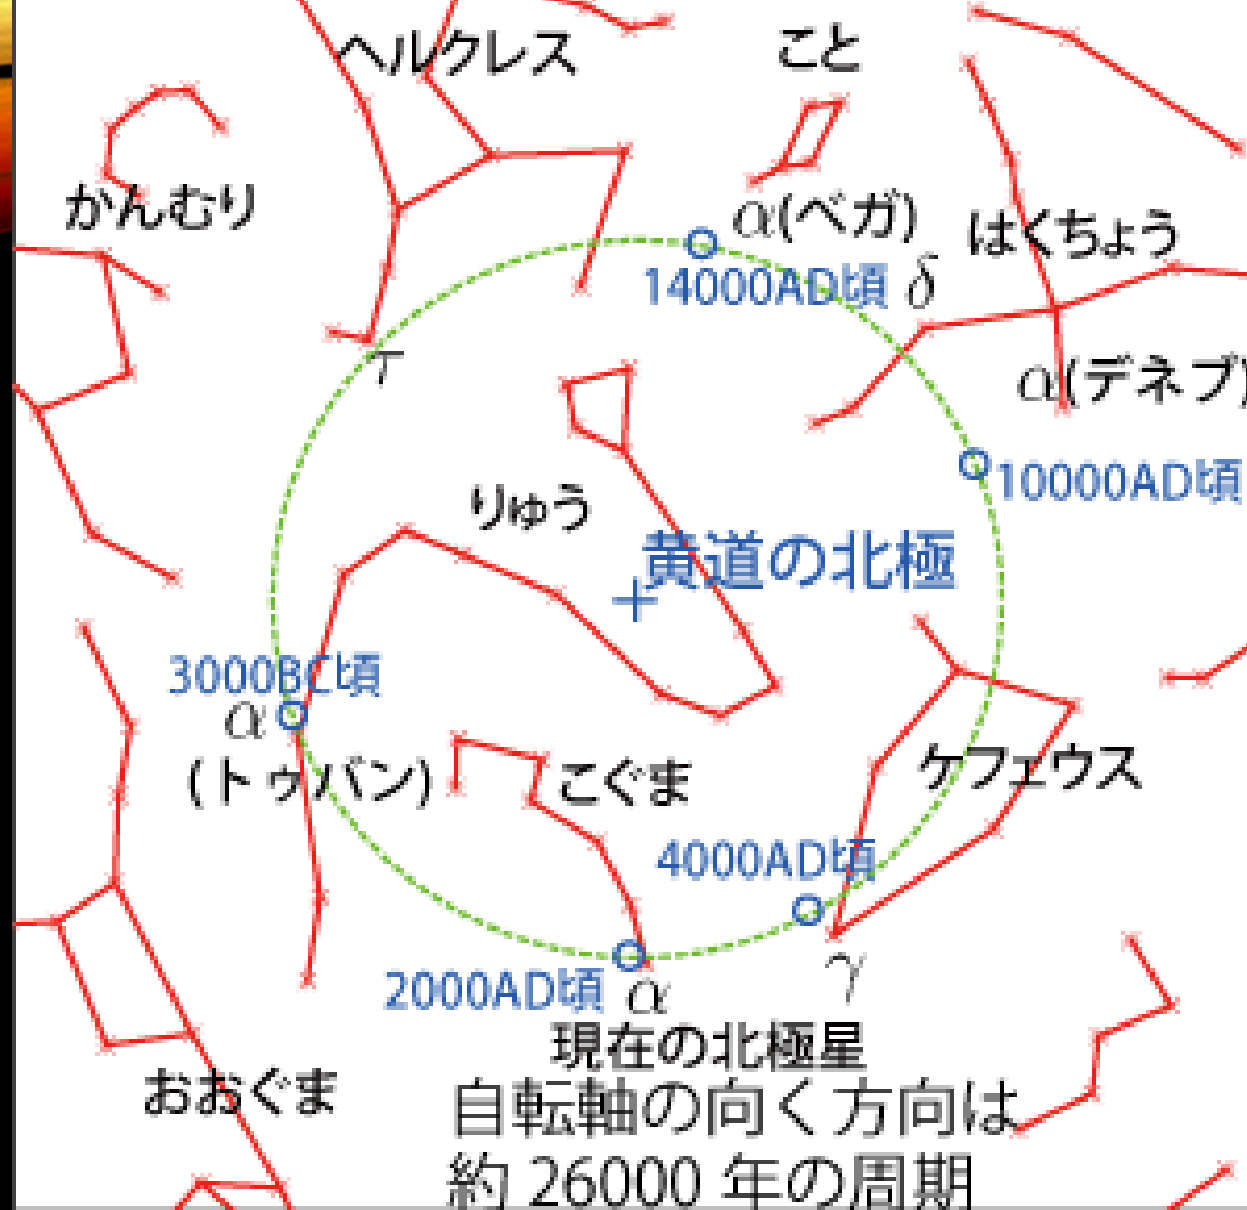 ヘルクレス
こと
かんむり
α(ベガ)
はくちょう
14000AD頃
δ
τ
α(デネブ)
10000AD頃
りゅう
黄道の北極
3000BC頃
α
(トゥバン)
こぐま
ケフェウス
4000AD頃
γ
2000AD頃
α
現在の北極星
おおぐま
自転軸の向く方向は
約 26000 年の周期